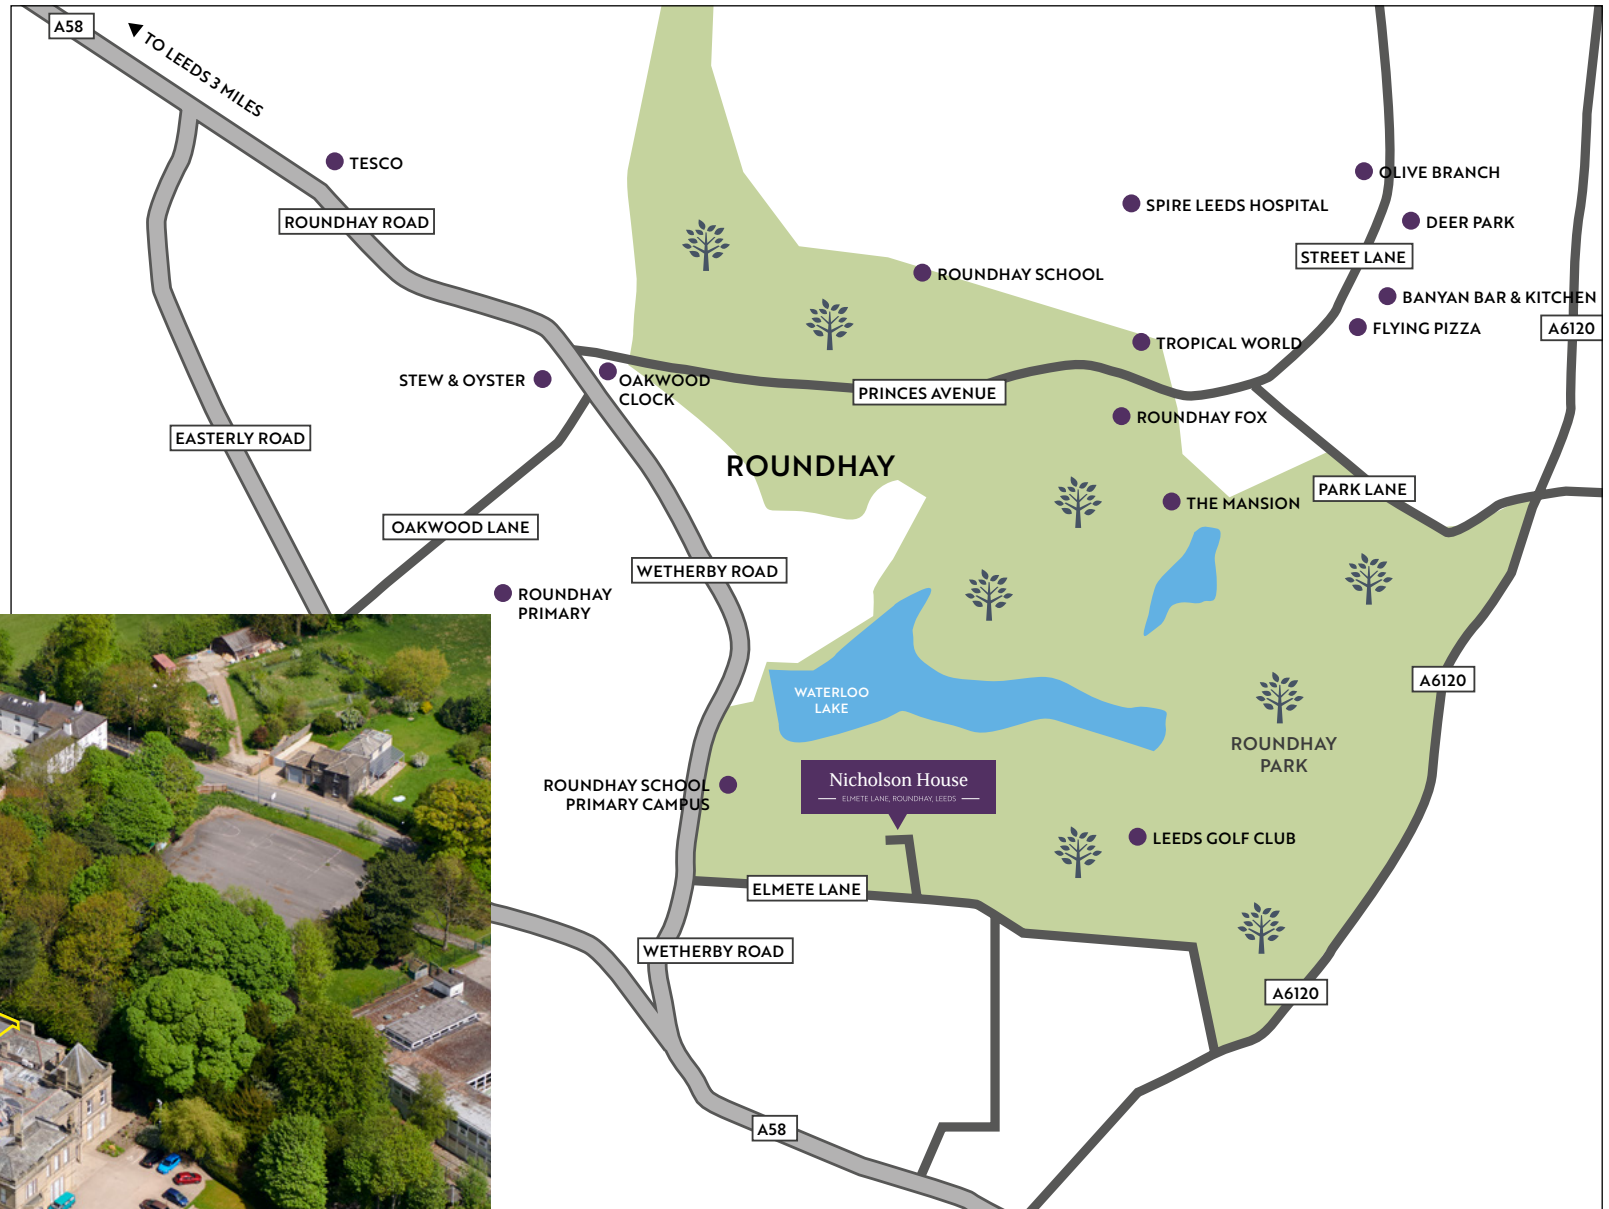 A58
TO LEEDS 3 MILES
TESCO
ROUNDHAY ROAD
OLIVE BRANCH
SPIRE LEEDS HOSPITAL
DEER PARK
STREET LANE
ROUNDHAY SCHOOL
BANYAN BAR & KITCHEN
FLYING PIZZA
A6120
TROPICAL WORLD
STEW & OYSTER
OAKWOOD
CLOCK
PRINCES AVENUE
ROUNDHAY FOX
EASTERLY ROAD
ROUNDHAY
PARK LANE
THE MANSION
OAKWOOD LANE
WETHERBY ROAD
ROUNDHAY
PRIMARY
A6120
WATERLOO
LAKE
ROUNDHAY
PARK
ROUNDHAY SCHOOL
PRIMARY CAMPUS
Nicholson House
ELMETE LANE, ROUNDHAY, LEEDS
LEEDS GOLF CLUB
ELMETE LANE
WETHERBY ROAD
A6120
A58